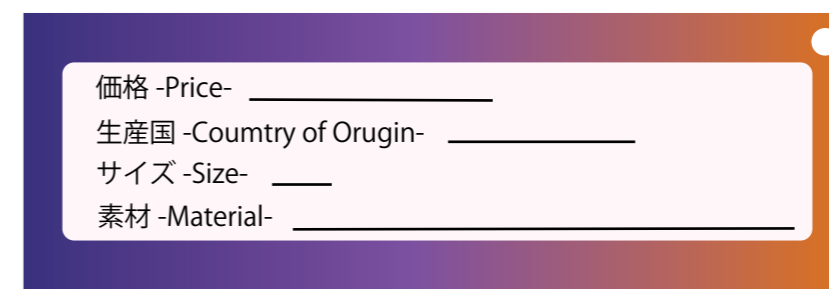 価格 -Price-
生産国 -Coumtry of Orugin-
サイズ -Size-
素材 -Material-